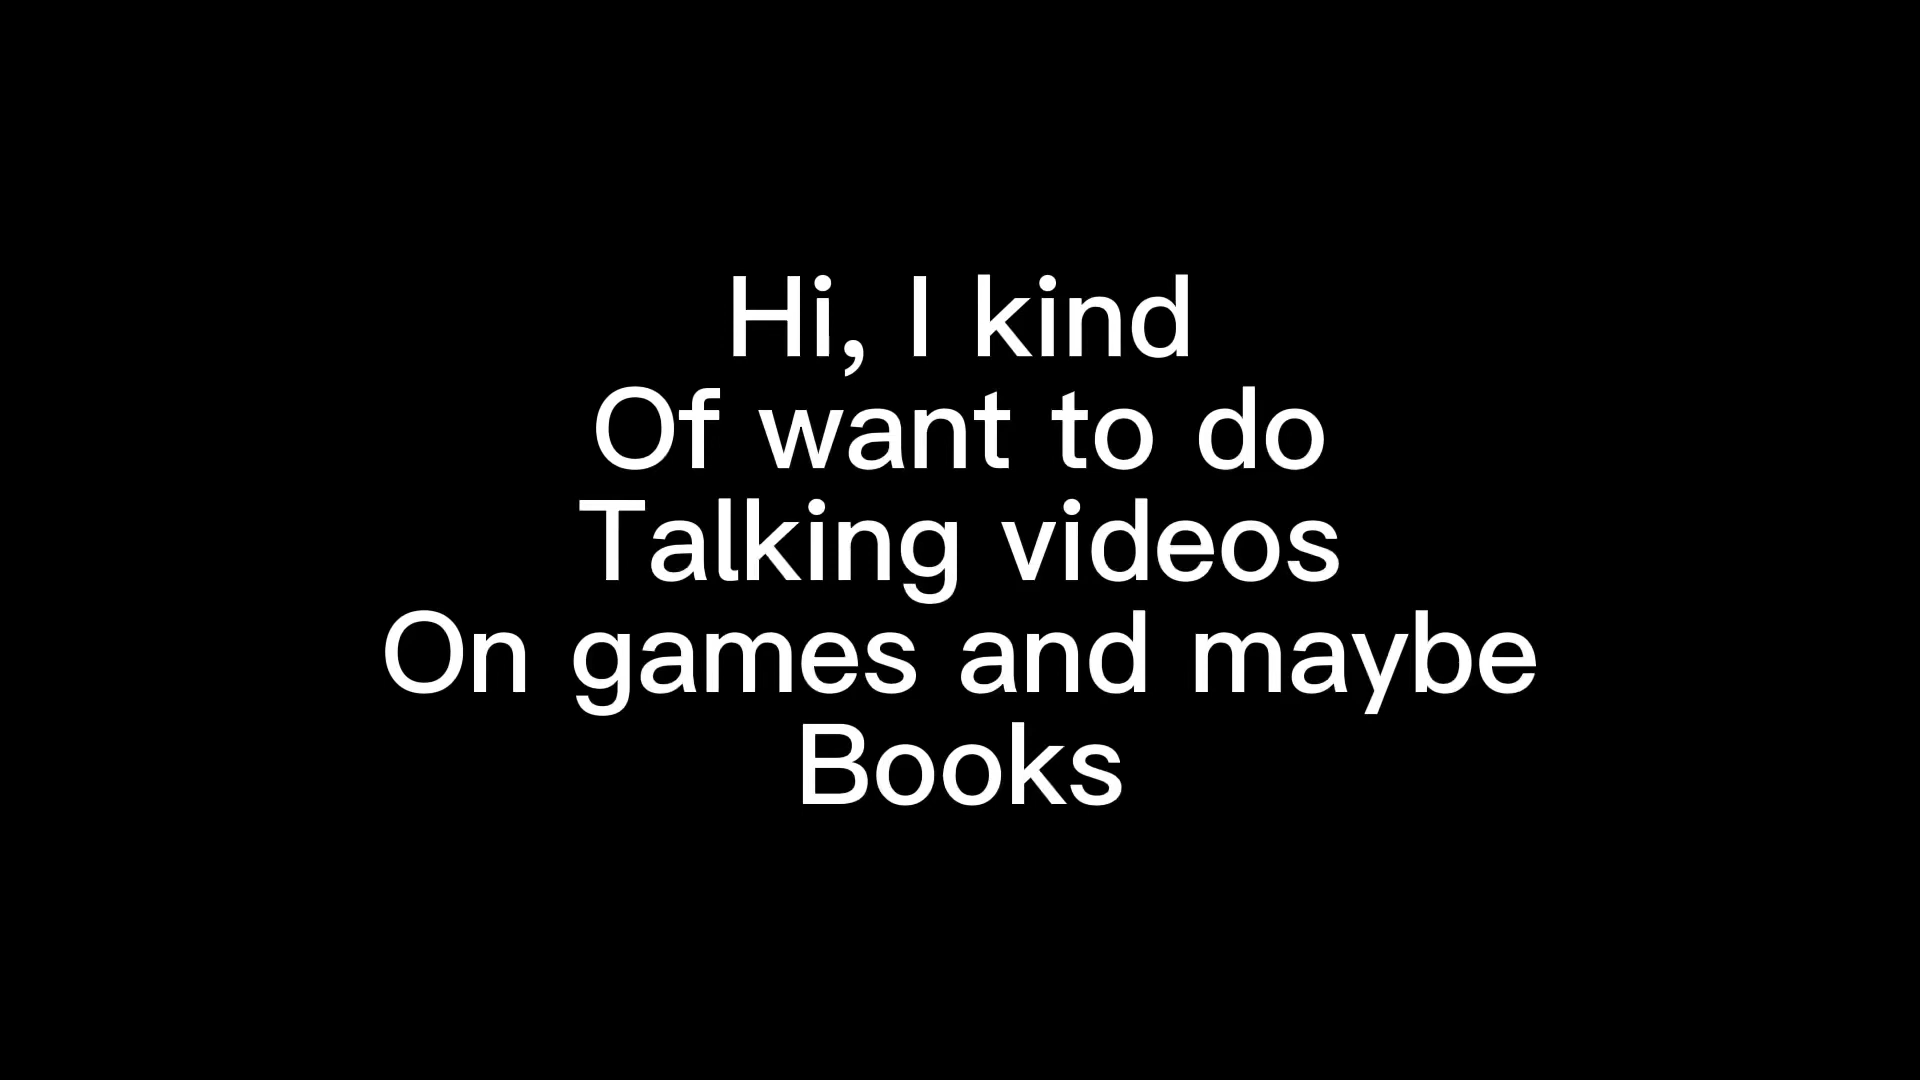 Hi, I kind
Of want to do
Talking videos
On games and maybe
Books